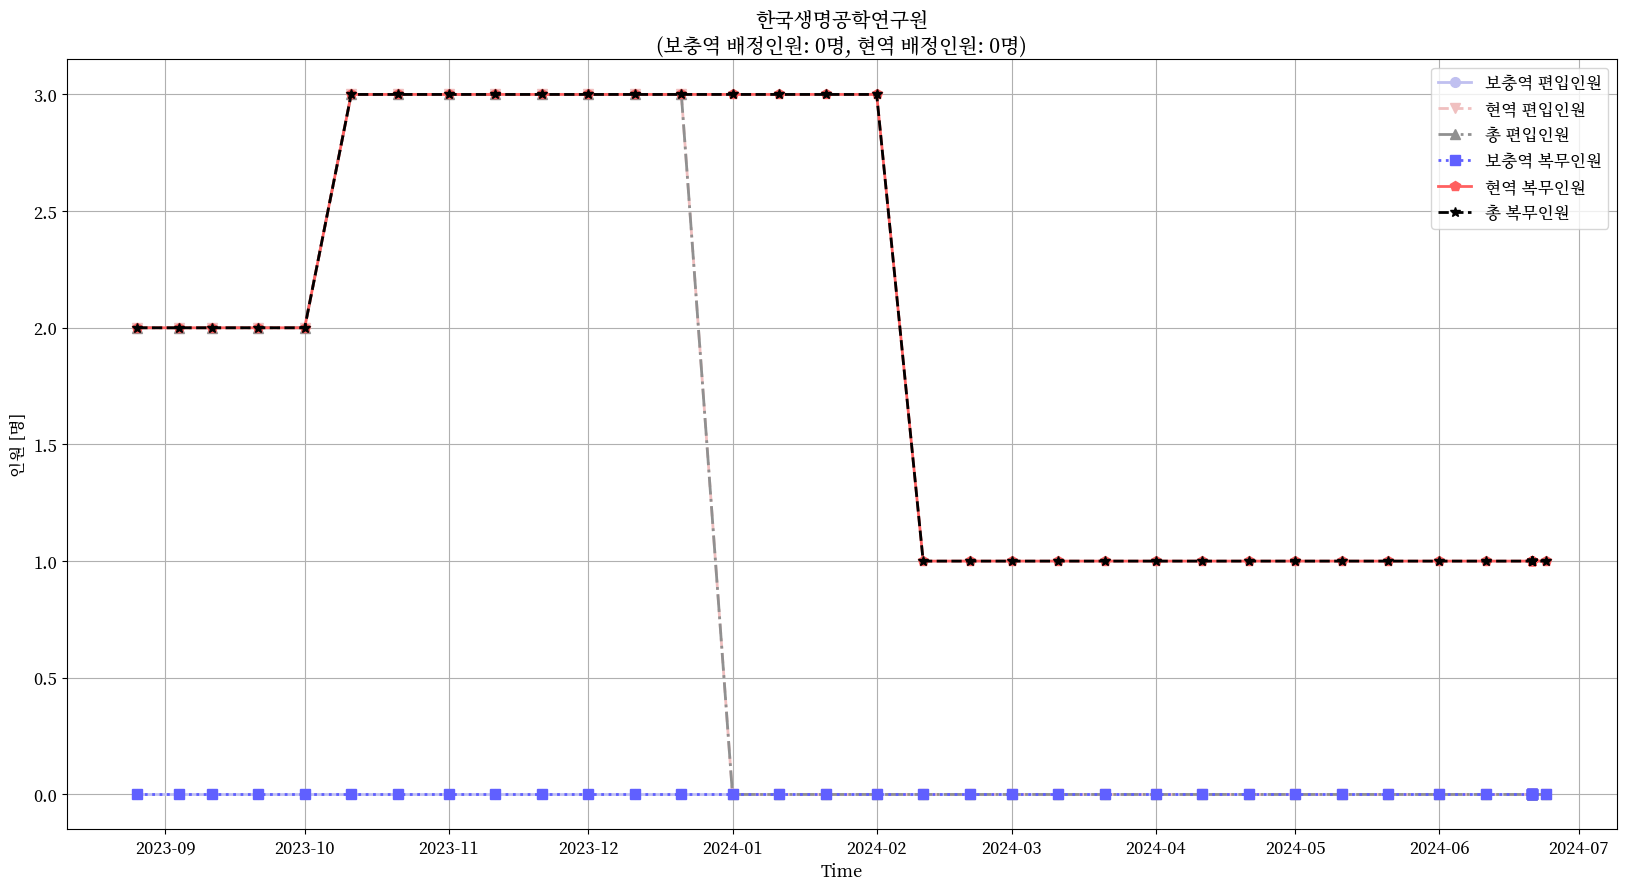 한국생명공학연구원
(보충역 배정인원: 0명, 현역 배정인원: 0명)
보충역 편입인원
현역 편입인원
총 편입인원
보충역 복무인원
현역 복무인원
총 복무인원
인원 [명]
3.0
2.5
2.0
1.5
1.0
0.5
0.0
2023-09
2023-10
2023-11
2023-12
2024-01
2024-02
2024-03
2024-04
2024-05
2024-06
2024-07
Time